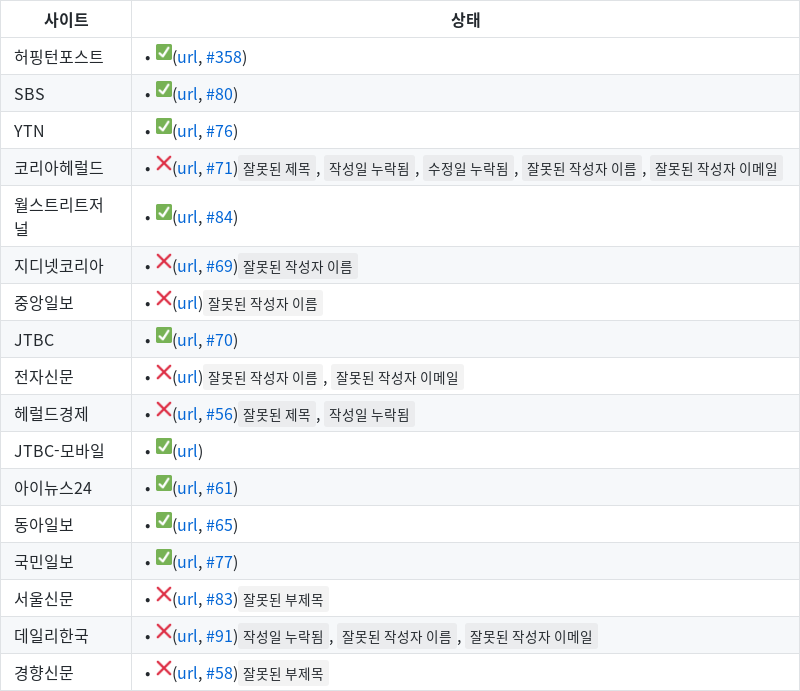 사이트 상태
허핑턴포스트 • ✅(url, #358)
SBS • ✅(url, #80)
YTN • ✅(url, #76)
코리아헤럴드 • ❌(url, #71) 잘못된 제목 , 작성일 누락됨 , 수정일 누락됨 , 잘못된 작성자 이름 , 잘못된 작성자 이메일
월스트리트저
널 • ✅(url, #84)
지디넷코리아 • ❌(url, #69) 잘못된 작성자 이름
중앙일보 • ❌(url) 잘못된 작성자 이름
JTBC • ✅(url, #70)
전자신문 • ❌(url) 잘못된 작성자 이름 , 잘못된 작성자 이메일
헤럴드경제 • ❌(url, #56) 잘못된 제목 , 작성일 누락됨
JTBC-모바일 • ✅(url)
아이뉴스24 • ✅(url, #61)
동아일보 • ✅(url, #65)
국민일보 • ✅(url, #77)
서울신문 • ❌(url, #83) 잘못된 부제목
데일리한국 • ❌(url, #91) 작성일 누락됨 , 잘못된 작성자 이름 , 잘못된 작성자 이메일
경향신문 • ❌(url, #58) 잘못된 부제목